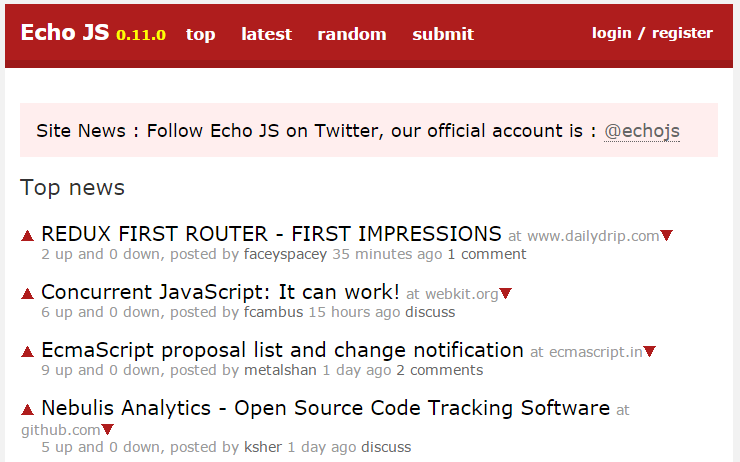 Echo JS 0.11.0 top latest random submit login / register
Site News : Follow Echo JS on Twitter, our official account is : @echojs
Top news
REDUX FIRST ROUTER - FIRST IMPRESSIONS at www.dailydrip.com
2 up and 0 down, posted by faceyspacey 35 minutes ago 1 comment
Concurrent JavaScript: It can work! at webkit.org
6 up and 0 down, posted by fcambus 15 hours ago discuss
EcmaScript proposal list and change notification at ecmascript.in
9 up and 0 down, posted by metalshan 1 day ago 2 comments
Nebulis Analytics - Open Source Code Tracking Software at
github.com
5 up and 0 down, posted by ksher 1 day ago discuss